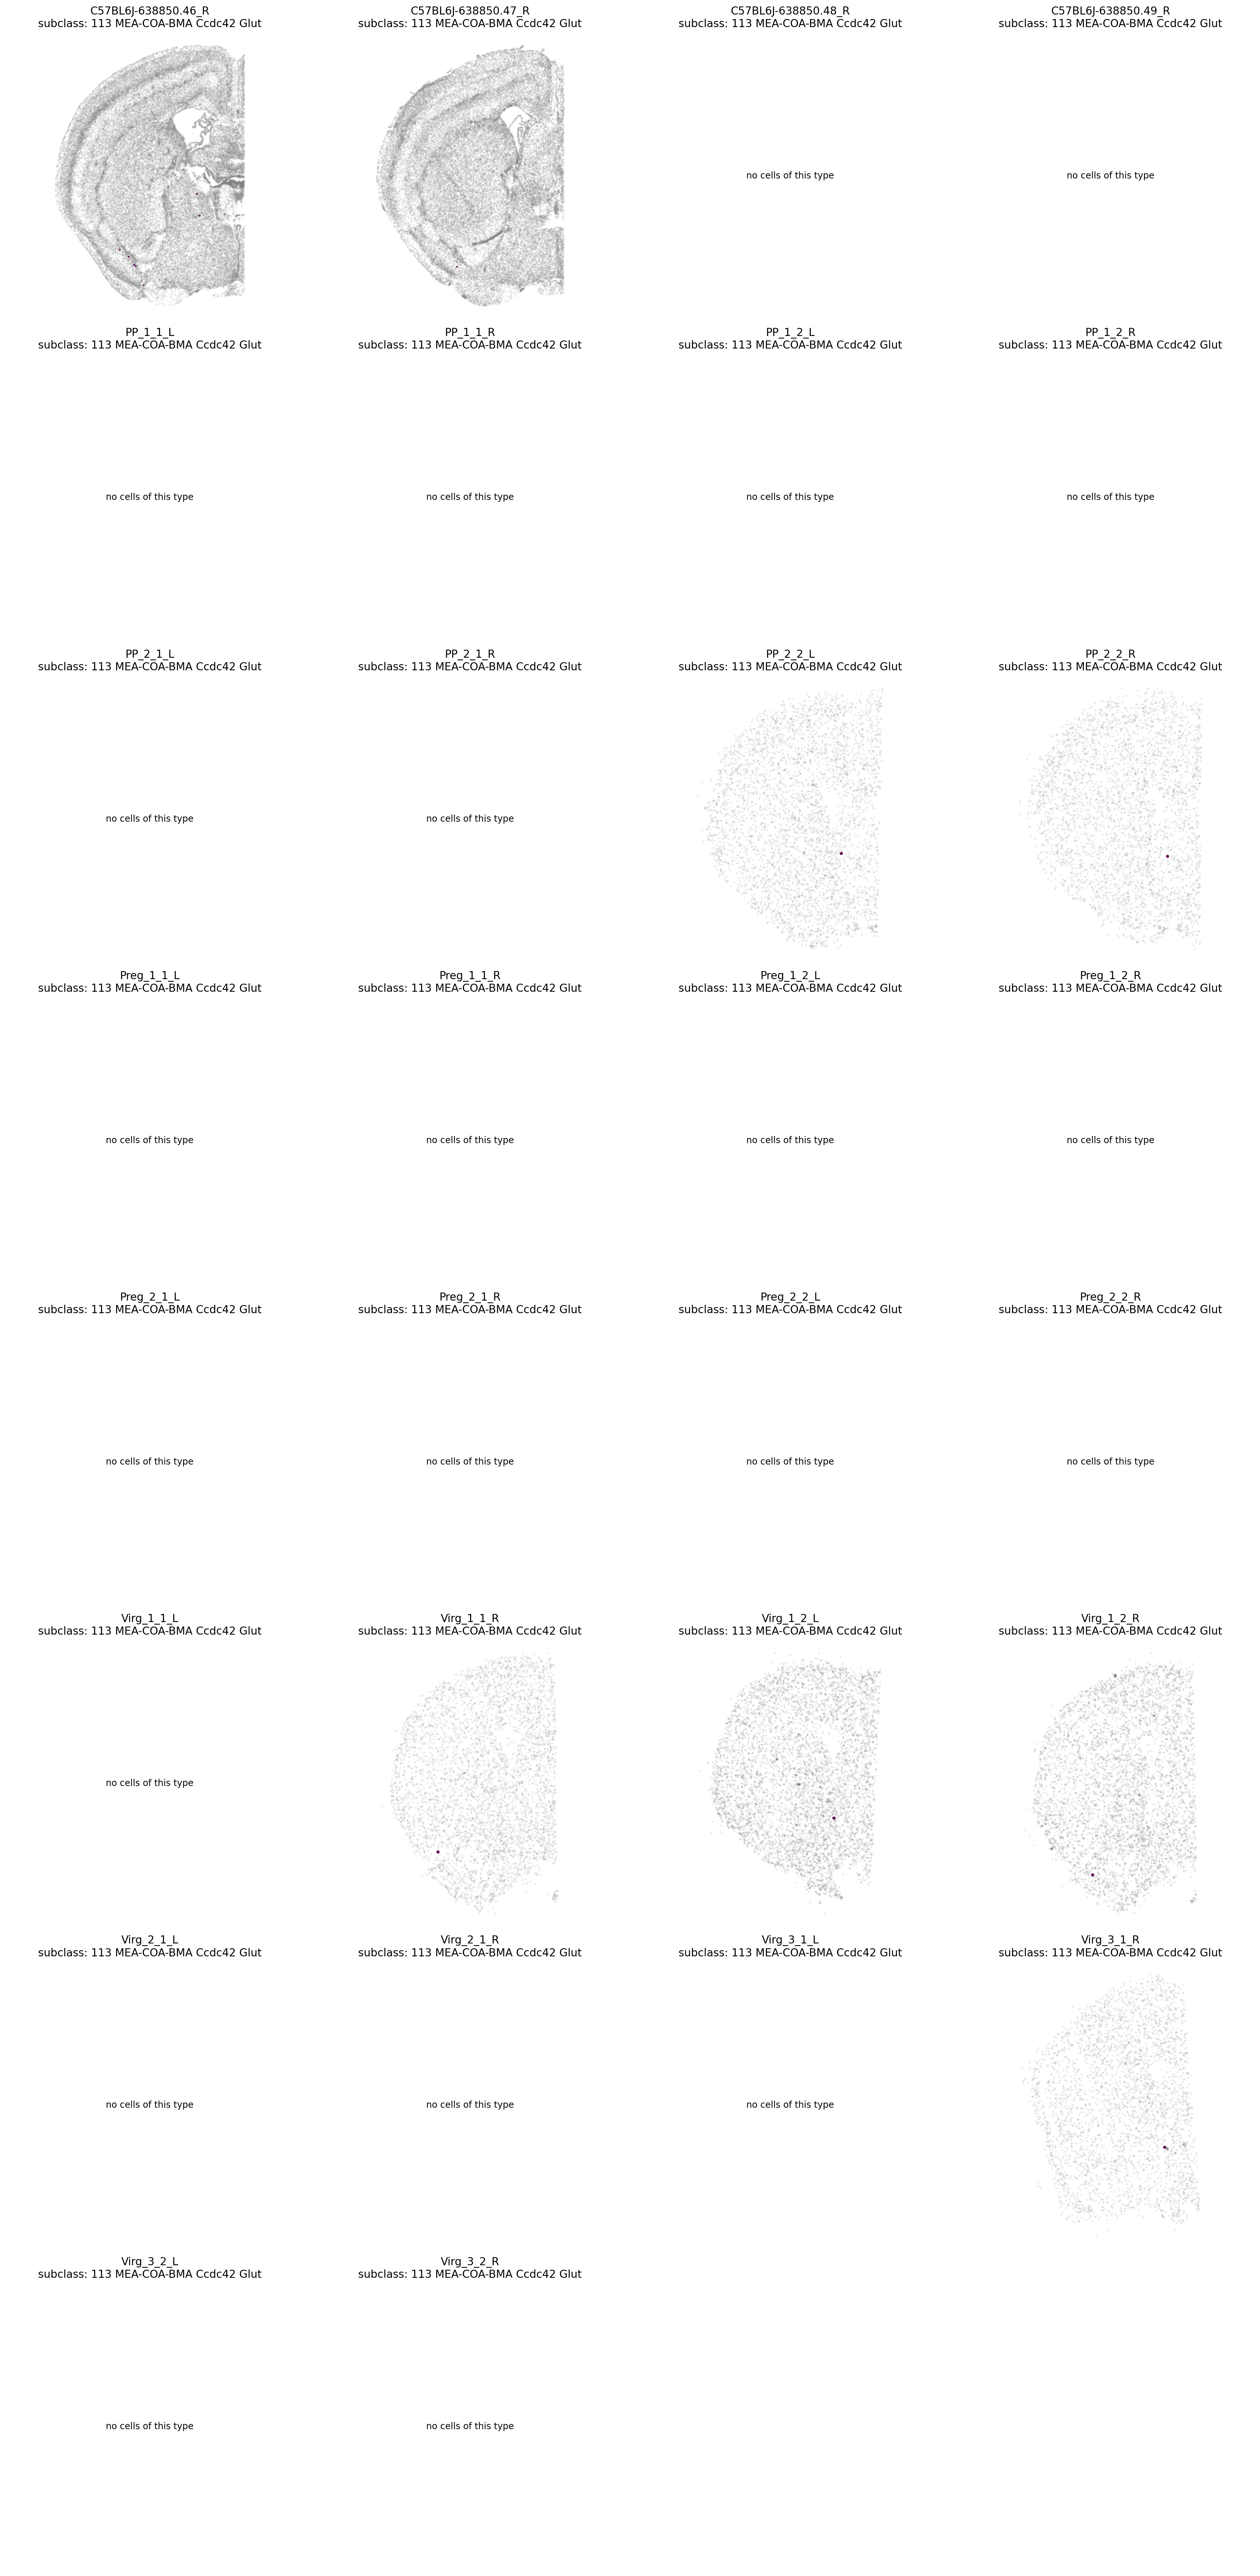 C57BL6J-638850.46_R
subclass: 113 MEA-COA-BMA Ccdc42 Glut
C57BL6J-638850.47_R
subclass: 113 MEA-COA-BMA Ccdc42 Glut
C57BL6J-638850.48_R
subclass: 113 MEA-COA-BMA Ccdc42 Glut
no cells of this type
C57BL6J-638850.49_R
subclass: 113 MEA-COA-BMA Ccdc42 Glut
no cells of this type
PP_1_1_L
subclass: 113 MEA-COA-BMA Ccdc42 Glut
no cells of this type
PP_1_1_R
subclass: 113 MEA-COA-BMA Ccdc42 Glut
no cells of this type
PP_1_2_L
subclass: 113 MEA-COA-BMA Ccdc42 Glut
no cells of this type
PP_1_2_R
subclass: 113 MEA-COA-BMA Ccdc42 Glut
no cells of this type
PP_2_1_L
subclass: 113 MEA-COA-BMA Ccdc42 Glut
no cells of this type
PP_2_1_R
subclass: 113 MEA-COA-BMA Ccdc42 Glut
no cells of this type
PP_2_2_L
subclass: 113 MEA-COA-BMA Ccdc42 Glut
PP_2_2_R
subclass: 113 MEA-COA-BMA Ccdc42 Glut
Preg_1_1_L
subclass: 113 MEA-COA-BMA Ccdc42 Glut
no cells of this type
Preg_1_1_R
subclass: 113 MEA-COA-BMA Ccdc42 Glut
no cells of this type
Preg_1_2_L
subclass: 113 MEA-COA-BMA Ccdc42 Glut
no cells of this type
Preg_1_2_R
subclass: 113 MEA-COA-BMA Ccdc42 Glut
no cells of this type
Preg_2_1_L
subclass: 113 MEA-COA-BMA Ccdc42 Glut
no cells of this type
Preg_2_1_R
subclass: 113 MEA-COA-BMA Ccdc42 Glut
no cells of this type
Preg_2_2_L
subclass: 113 MEA-COA-BMA Ccdc42 Glut
no cells of this type
Preg_2_2_R
subclass: 113 MEA-COA-BMA Ccdc42 Glut
no cells of this type
Virg_1_1_L
subclass: 113 MEA-COA-BMA Ccdc42 Glut
no cells of this type
Virg_1_1_R
subclass: 113 MEA-COA-BMA Ccdc42 Glut
Virg_1_2_L
subclass: 113 MEA-COA-BMA Ccdc42 Glut
Virg_1_2_R
subclass: 113 MEA-COA-BMA Ccdc42 Glut
Virg_2_1_L
subclass: 113 MEA-COA-BMA Ccdc42 Glut
no cells of this type
Virg_2_1_R
subclass: 113 MEA-COA-BMA Ccdc42 Glut
no cells of this type
Virg_3_1_L
subclass: 113 MEA-COA-BMA Ccdc42 Glut
no cells of this type
Virg_3_1_R
subclass: 113 MEA-COA-BMA Ccdc42 Glut
Virg_3_2_L
subclass: 113 MEA-COA-BMA Ccdc42 Glut
no cells of this type
Virg_3_2_R
subclass: 113 MEA-COA-BMA Ccdc42 Glut
no cells of this type